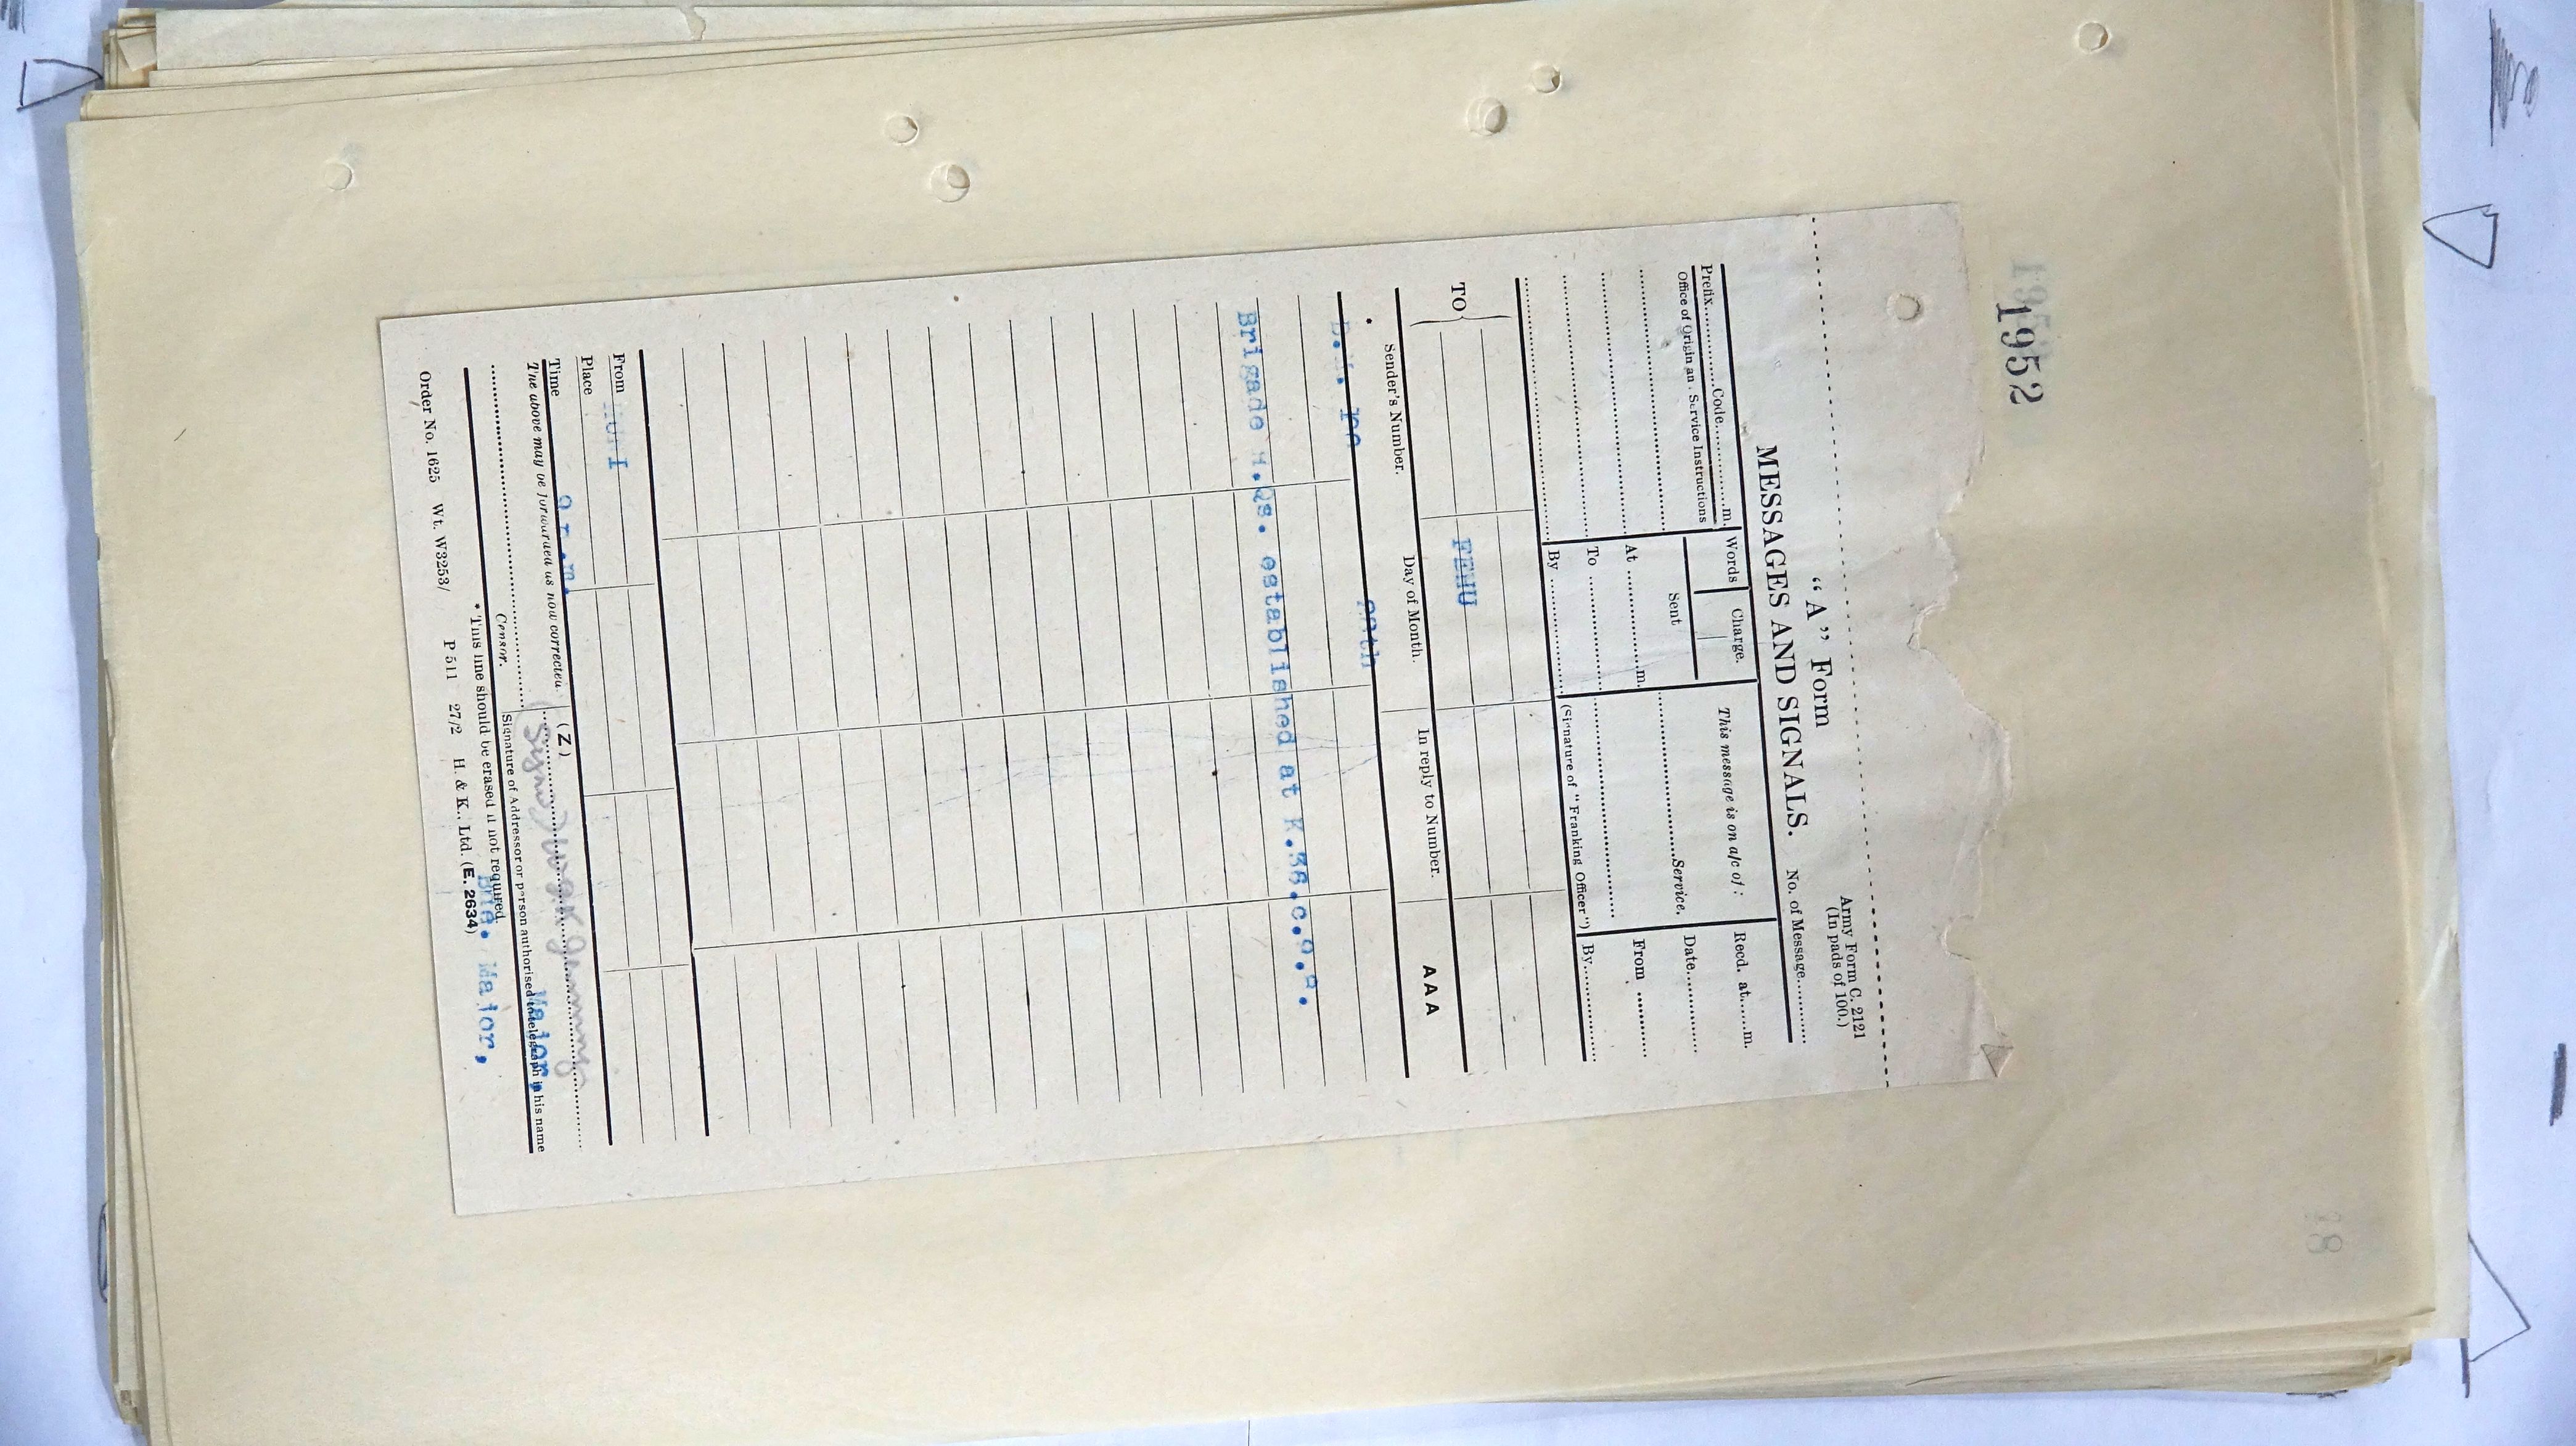 1952
"A" Form
Army Form C. 2121
(In pads of 100.)
MESSAGES AND SIGNALS.
No. of Message
Prefix Code m.
Words
Charge.
This message is on a/c of :
Recd. at m.
Office of Origin an Service Instructions
Sent
Date
At m.
Service.
From
To
By
(Signature of "Franking Officer")
By
TO
FEHU
Sender's Number.
Day of Month.
In reply to Number.
A A A
Brigade H.Qs. established at K.36.c.9.
From
Place
Time
The above may be forwarded as now corrected.
(Z)
(Signed)
Major,
Censor.
Signature of Addressor or person authorised to telegraph in his name
* This line should be erased if not required.
Bde. Major,
Order No. 1625 Wt. W3253/ P 511 27/2 H. & K., Ltd. (E. 2634)